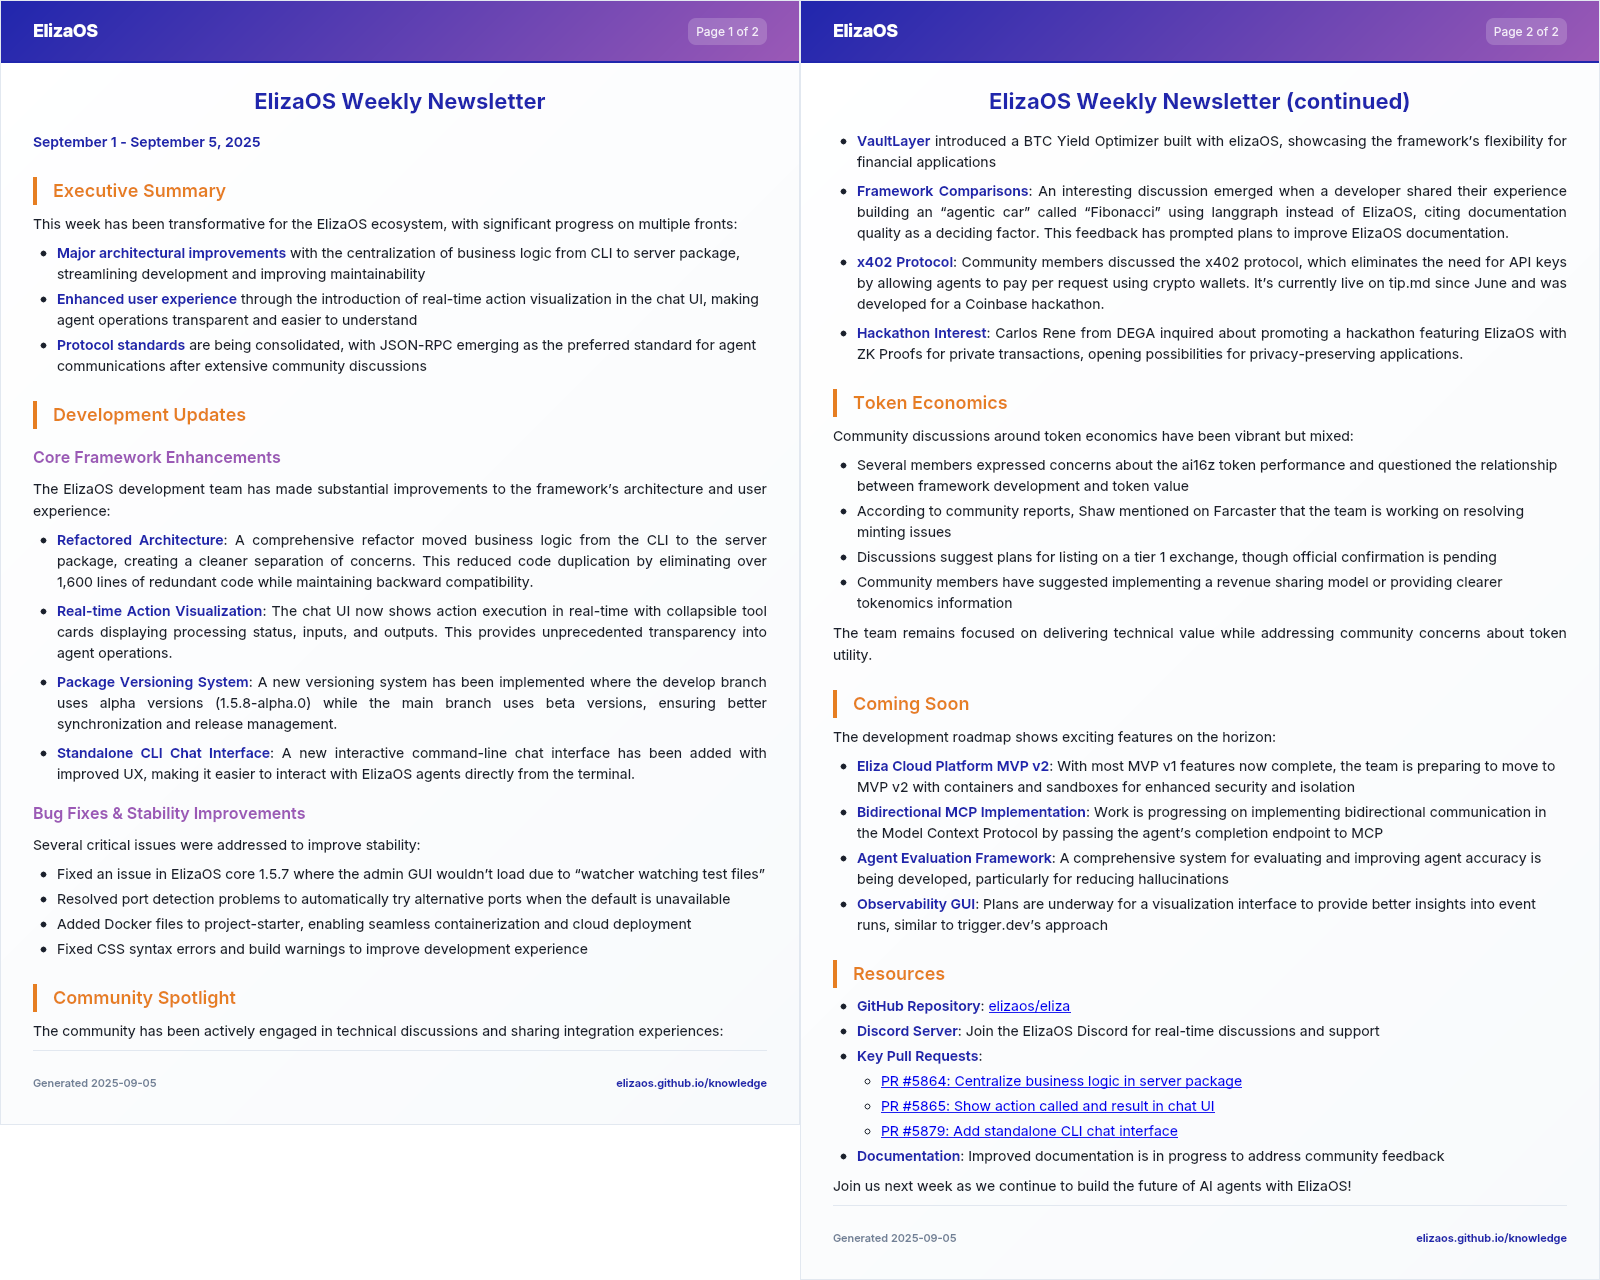 ElizaOS
Page 1 of 2
ElizaOS Weekly Newsletter
September 1 - September 5, 2025
Executive Summary
This week has been transformative for the ElizaOS ecosystem, with significant progress on multiple fronts:
• Major architectural improvements with the centralization of business logic from CLI to server package,
streamlining development and improving maintainability
• Enhanced user experience through the introduction of real-time action visualization in the chat UI, making
agent operations transparent and easier to understand
• Protocol standards are being consolidated, with JSON-RPC emerging as the preferred standard for agent
communications after extensive community discussions
Development Updates
Core Framework Enhancements
The ElizaOS development team has made substantial improvements to the framework’s architecture and user
experience:
• Refactored Architecture: A comprehensive refactor moved business logic from the CLI to the server
package, creating a cleaner separation of concerns. This reduced code duplication by eliminating over
1,600 lines of redundant code while maintaining backward compatibility.
• Real-time Action Visualization: The chat UI now shows action execution in real-time with collapsible tool
cards displaying processing status, inputs, and outputs. This provides unprecedented transparency into
agent operations.
• Package Versioning System: A new versioning system has been implemented where the develop branch
uses alpha versions (1.5.8-alpha.0) while the main branch uses beta versions, ensuring better
synchronization and release management.
• Standalone CLI Chat Interface: A new interactive command-line chat interface has been added with
improved UX, making it easier to interact with ElizaOS agents directly from the terminal.
Bug Fixes & Stability Improvements
Several critical issues were addressed to improve stability:
• Fixed an issue in ElizaOS core 1.5.7 where the admin GUI wouldn’t load due to “watcher watching test files”
• Resolved port detection problems to automatically try alternative ports when the default is unavailable
• Added Docker files to project-starter, enabling seamless containerization and cloud deployment
• Fixed CSS syntax errors and build warnings to improve development experience
Community Spotlight
The community has been actively engaged in technical discussions and sharing integration experiences:
Generated 2025-09-05
elizaos.github.io/knowledge
ElizaOS
Page 2 of 2
ElizaOS Weekly Newsletter (continued)
• VaultLayer introduced a BTC Yield Optimizer built with elizaOS, showcasing the framework’s flexibility for
financial applications
• Framework Comparisons: An interesting discussion emerged when a developer shared their experience
building an “agentic car” called “Fibonacci” using langgraph instead of ElizaOS, citing documentation
quality as a deciding factor. This feedback has prompted plans to improve ElizaOS documentation.
• x402 Protocol: Community members discussed the x402 protocol, which eliminates the need for API keys
by allowing agents to pay per request using crypto wallets. It’s currently live on tip.md since June and was
developed for a Coinbase hackathon.
• Hackathon Interest: Carlos Rene from DEGA inquired about promoting a hackathon featuring ElizaOS with
ZK Proofs for private transactions, opening possibilities for privacy-preserving applications.
Token Economics
Community discussions around token economics have been vibrant but mixed:
• Several members expressed concerns about the ai16z token performance and questioned the relationship
between framework development and token value
• According to community reports, Shaw mentioned on Farcaster that the team is working on resolving
minting issues
• Discussions suggest plans for listing on a tier 1 exchange, though official confirmation is pending
• Community members have suggested implementing a revenue sharing model or providing clearer
tokenomics information
The team remains focused on delivering technical value while addressing community concerns about token
utility.
Coming Soon
The development roadmap shows exciting features on the horizon:
• Eliza Cloud Platform MVP v2: With most MVP v1 features now complete, the team is preparing to move to
MVP v2 with containers and sandboxes for enhanced security and isolation
• Bidirectional MCP Implementation: Work is progressing on implementing bidirectional communication in
the Model Context Protocol by passing the agent’s completion endpoint to MCP
• Agent Evaluation Framework: A comprehensive system for evaluating and improving agent accuracy is
being developed, particularly for reducing hallucinations
• Observability GUI: Plans are underway for a visualization interface to provide better insights into event
runs, similar to trigger.dev’s approach
Resources
• GitHub Repository: elizaos/eliza
• Discord Server: Join the ElizaOS Discord for real-time discussions and support
• Key Pull Requests:
◦ PR #5864: Centralize business logic in server package
◦ PR #5865: Show action called and result in chat UI
◦ PR #5879: Add standalone CLI chat interface
• Documentation: Improved documentation is in progress to address community feedback
Join us next week as we continue to build the future of AI agents with ElizaOS!
Generated 2025-09-05
elizaos.github.io/knowledge